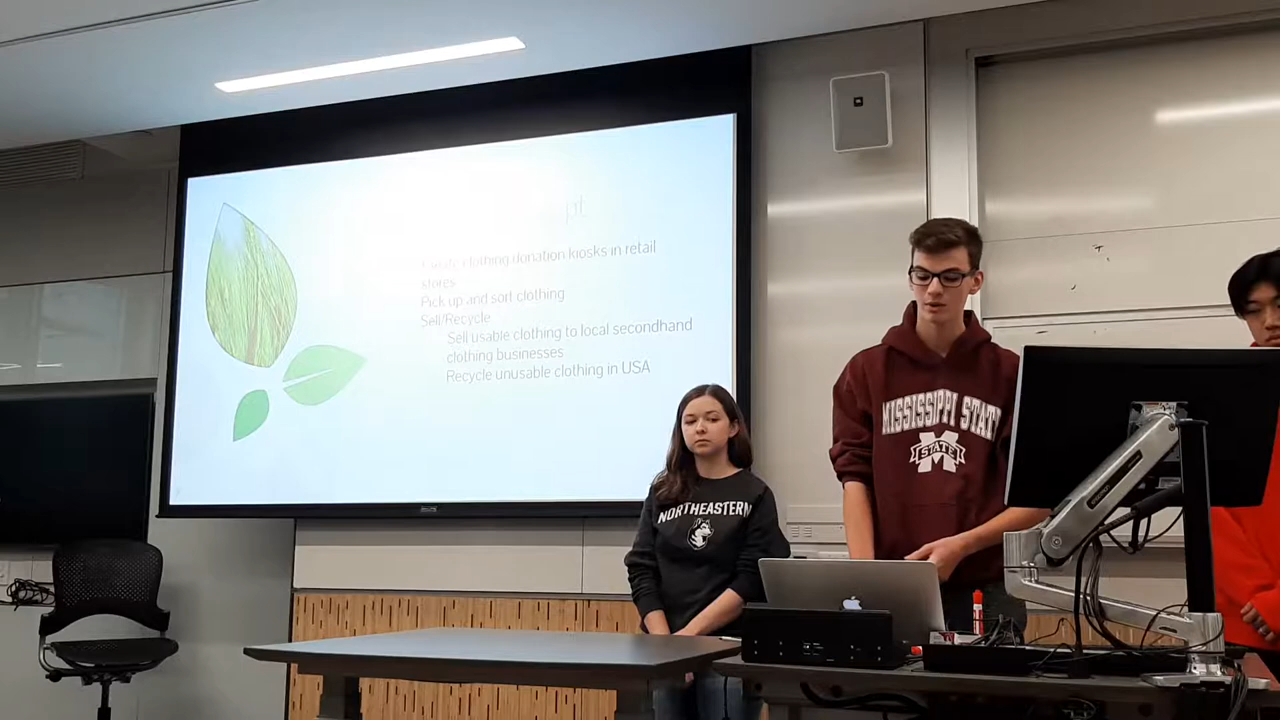 pt
clothing donation kiosks in retail
stores
Pick up and sort clothing
Sell/Recycle
Sell usable clothing to local secondhand
clothing businesses
Recycle unusable clothing in USA
NORTHEASTERN
MISSISSIPPI STATE
STATE